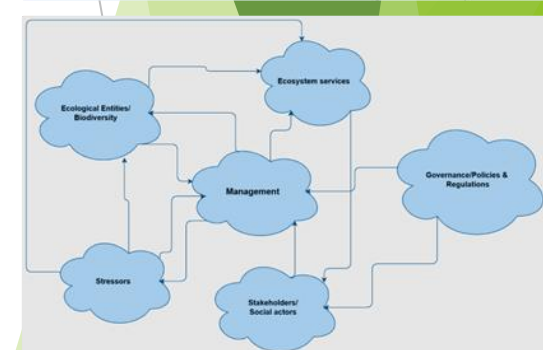 Ecosystem services
Ecological Entities/
Biodiversity
Management
Governance/Policies &
Regulations
Stressors
Stakeholders/
Social actors